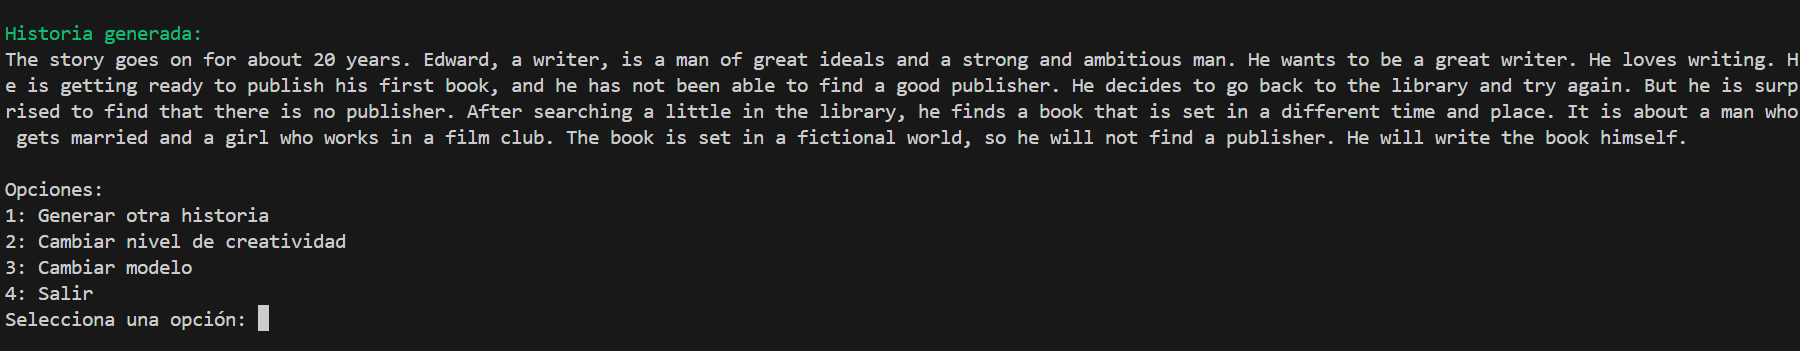 Historia generada:
The story goes on for about 20 years. Edward, a writer, is a man of great ideals and a strong and ambitious man. He wants to be a great writer. He loves writing. H
e is getting ready to publish his first book, and he has not been able to find a good publisher. He decides to go back to the library and try again. But he is surp
rised to find that there is no publisher. After searching a little in the library, he finds a book that is set in a different time and place. It is about a man who
 gets married and a girl who works in a film club. The book is set in a fictional world, so he will not find a publisher. He will write the book himself.
Opciones:
1: Generar otra historia
2: Cambiar nivel de creatividad
3: Cambiar modelo
4: Salir
Selecciona una opción: